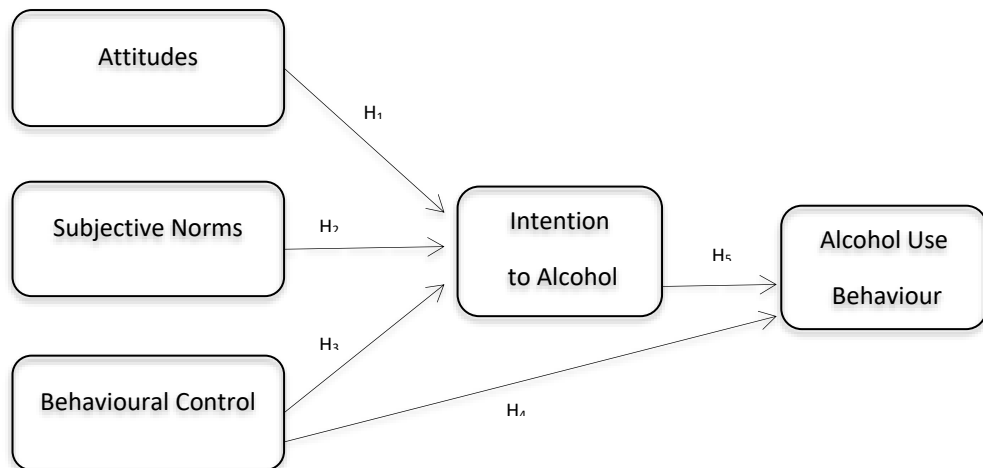 Attitudes
H₁
Subjective Norms
H₂
Behavioural Control
H₃
H₄
Intention
to Alcohol
H₅
Alcohol Use
Behaviour